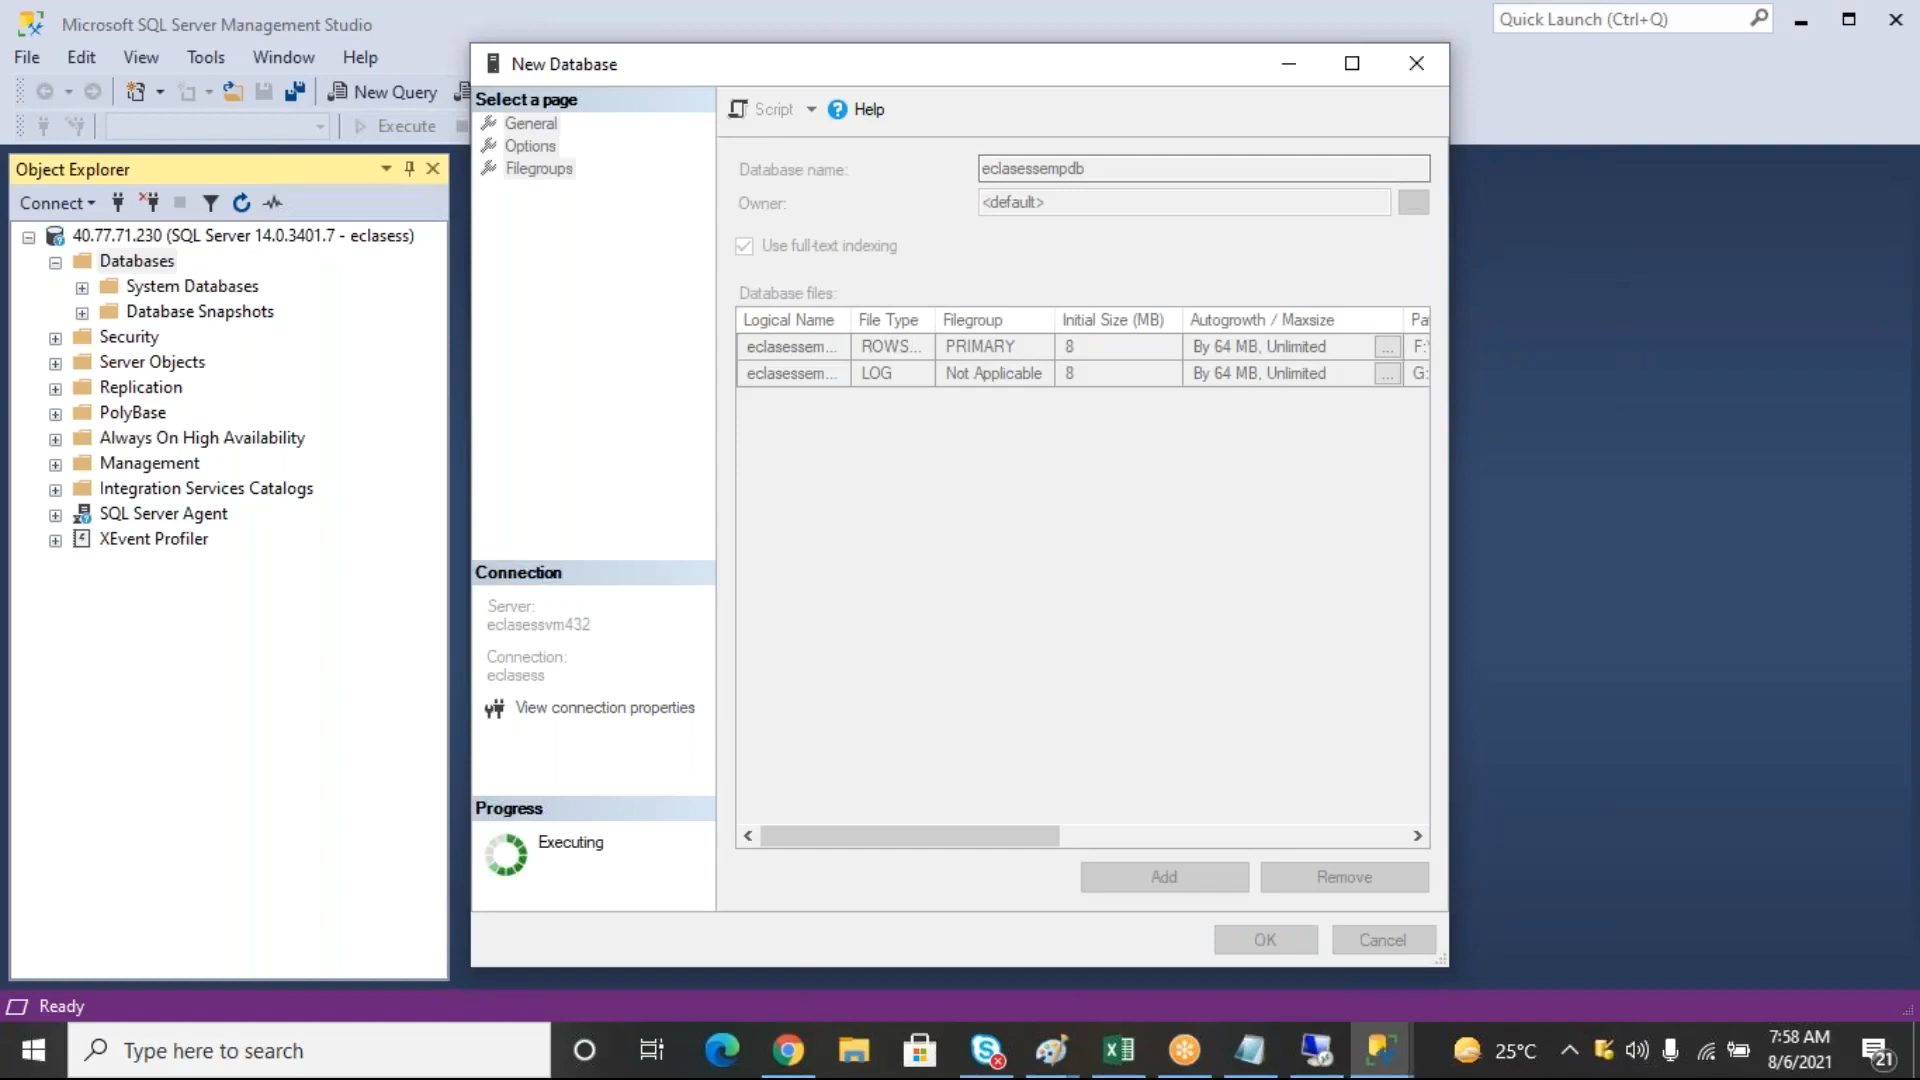 Microsoft SQL Server Management Studio
Quick Launch (Ctrl+Q)
File Edit View Tools Window Help
New Query
Execute
Object Explorer
Connect
40.77.71.230 (SQL Server 14.0.3401.7 - eclasess)
Databases
System Databases
Database Snapshots
Security
Server Objects
Replication
PolyBase
Always On High Availability
Management
Integration Services Catalogs
SQL Server Agent
XEvent Profiler
New Database
Select a page
General
Options
Filegroups
Connection
Server:
eclasessvm432
Connection:
eclasess
View connection properties
Progress
Executing
Script Help
Database name: eclasessempdb
Owner: <default> ...
Use full-text indexing
Database files:
Logical Name File Type Filegroup Initial Size (MB) Autogrowth / Maxsize Pa
eclasessem... ROWS... PRIMARY 8 By 64 MB, Unlimited ... F:\
eclasessem... LOG Not Applicable 8 By 64 MB, Unlimited ... G:
Add Remove
OK Cancel
Ready
Type here to search
25°C
7:58 AM
8/6/2021
21